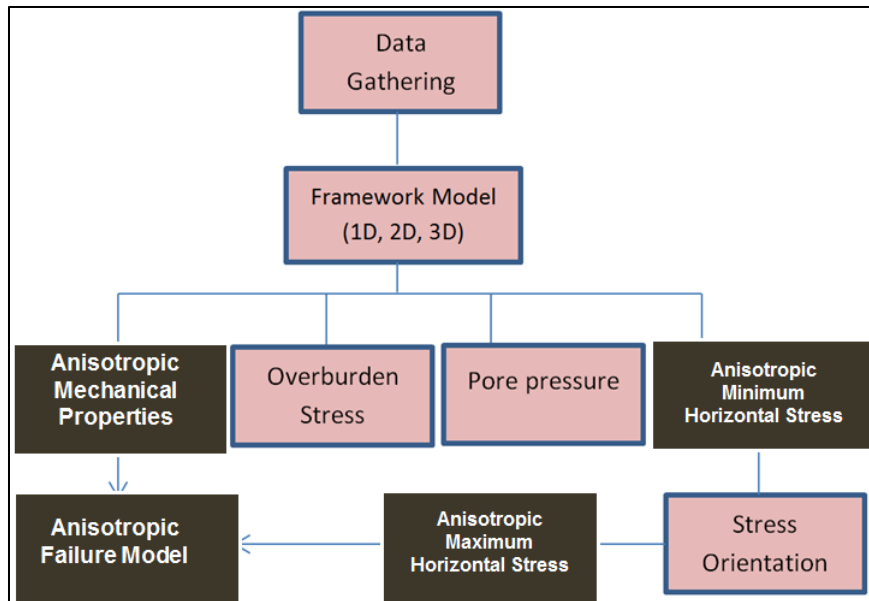 Data
Gathering
Framework Model
(1D, 2D, 3D)
Anisotropic
Mechanical
Properties
Overburden
Stress
Pore pressure
Anisotropic
Minimum
Horizontal Stress
Anisotropic
Failure Model
Anisotropic
Maximum
Horizontal Stress
Stress
Orientation